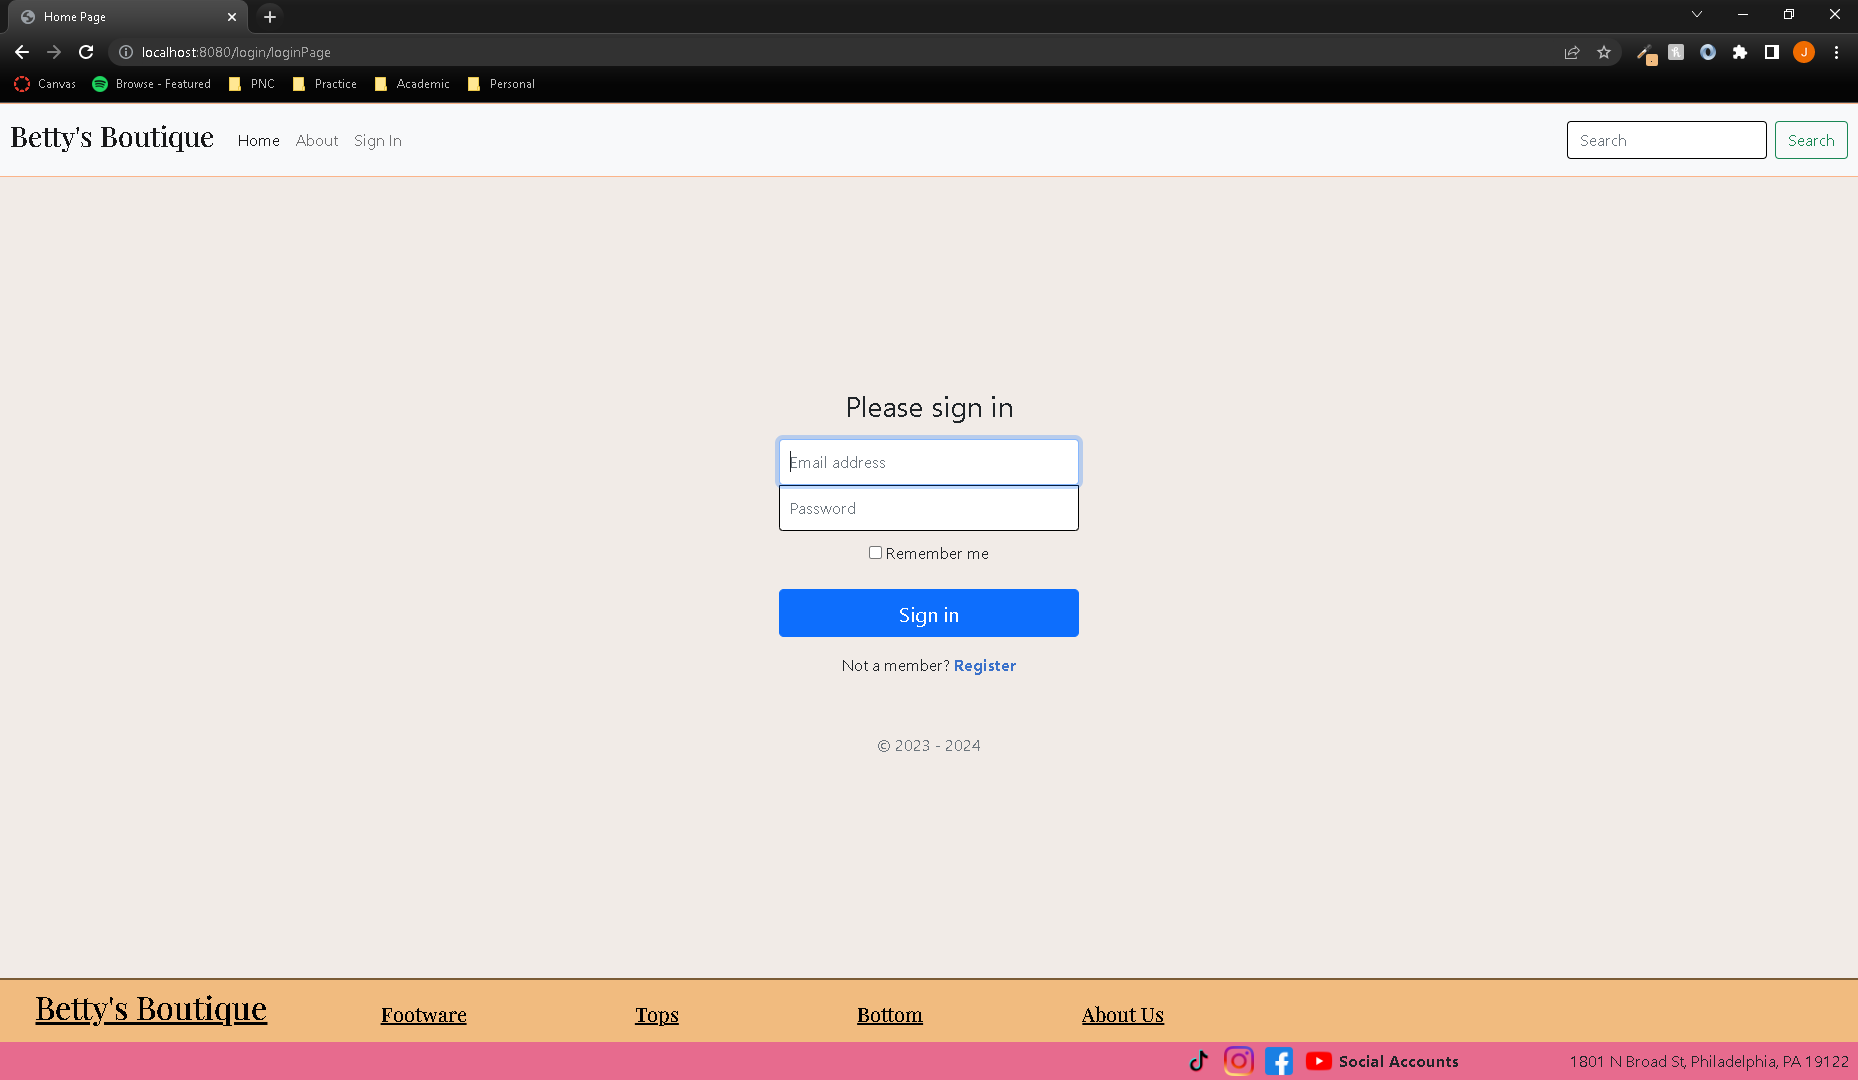 Home Page
localhost:8080/login/loginPage
J
Canvas Browse - Featured PNC Practice Academic Personal
Betty's Boutique Home About Sign In Search Search
Please sign in
Email address
Password
Remember me
Sign in
Not a member? Register
© 2023 - 2024
Betty's Boutique Footware Tops Bottom About Us
Social Accounts 1801 N Broad St, Philadelphia, PA 19122